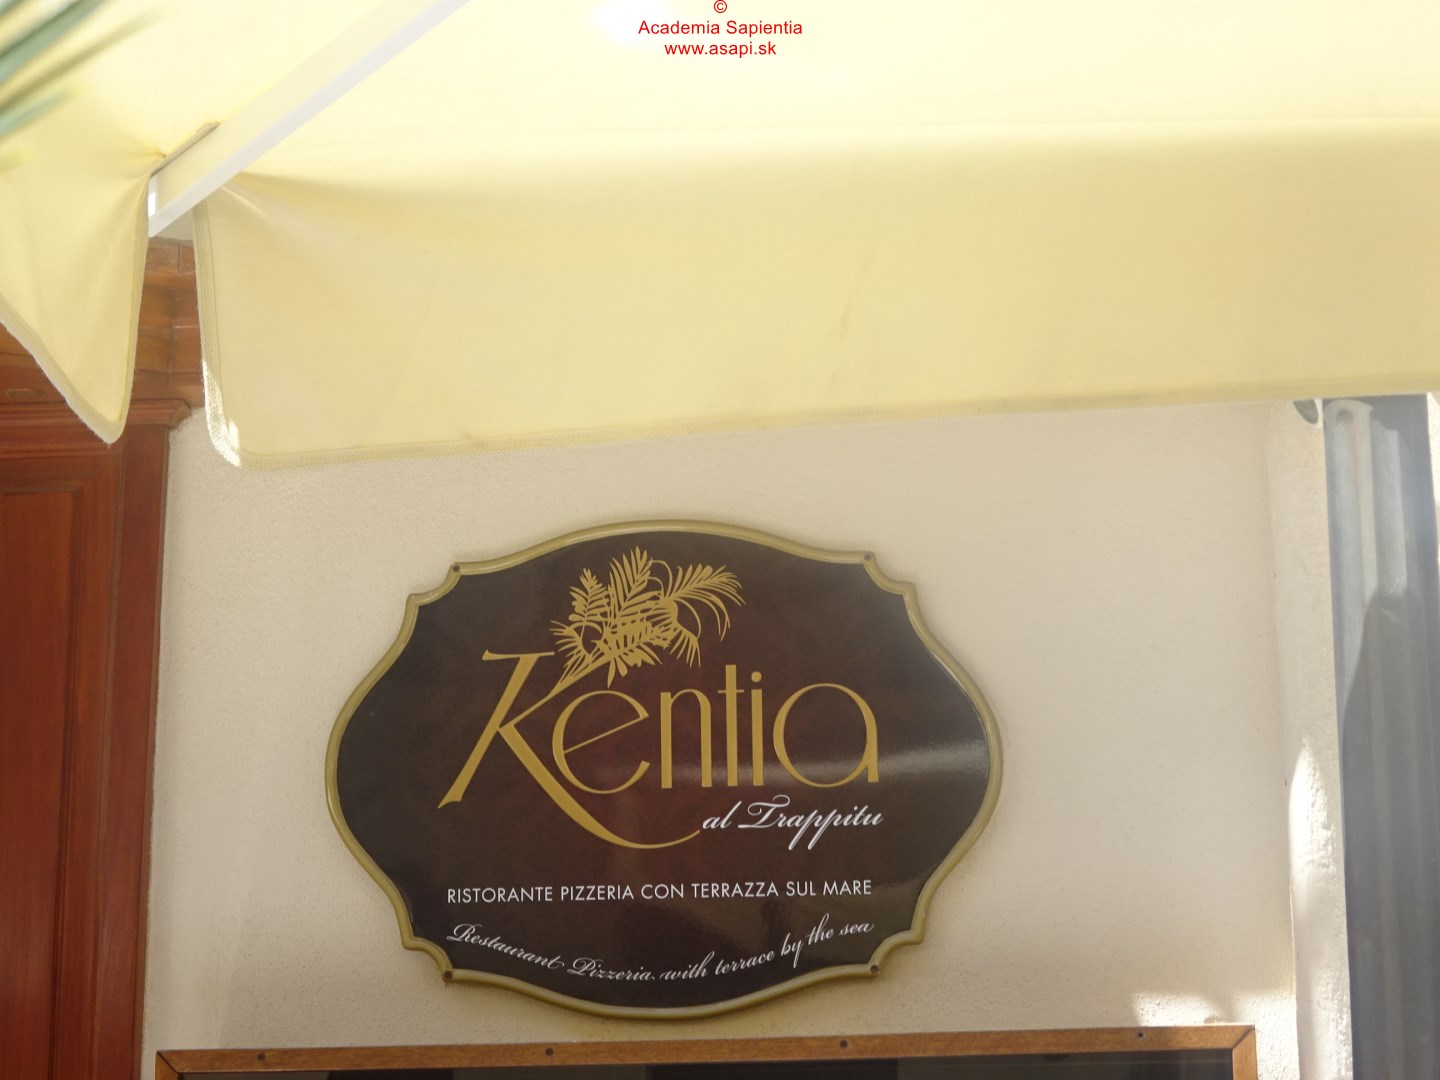 ©
Academia Sapientia
www.asapi.sk
Kentia
al Trappitu
RISTORANTE PIZZERIA CON TERRAZZA SUL MARE
Restaurant Pizzeria with terrace by the sea